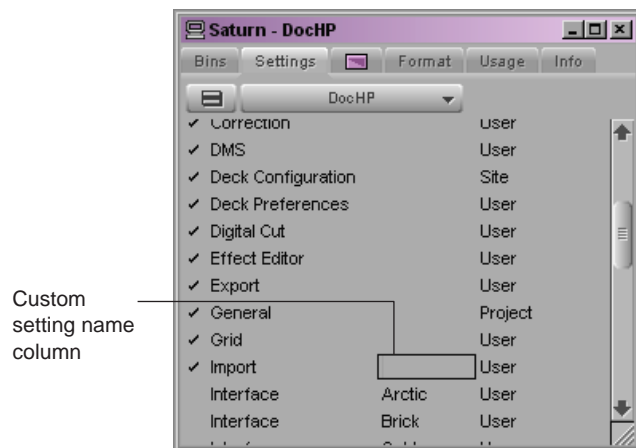 Saturn - DocHP
Bins Settings Format Usage Info
DocHP
✓ Correction User
✓ DMS User
✓ Deck Configuration Site
✓ Deck Preferences User
✓ Digital Cut User
✓ Effect Editor User
✓ Export User
✓ General Project
✓ Grid User
✓ Import User
Interface Arctic User
Interface Brick User
Custom
setting name
column